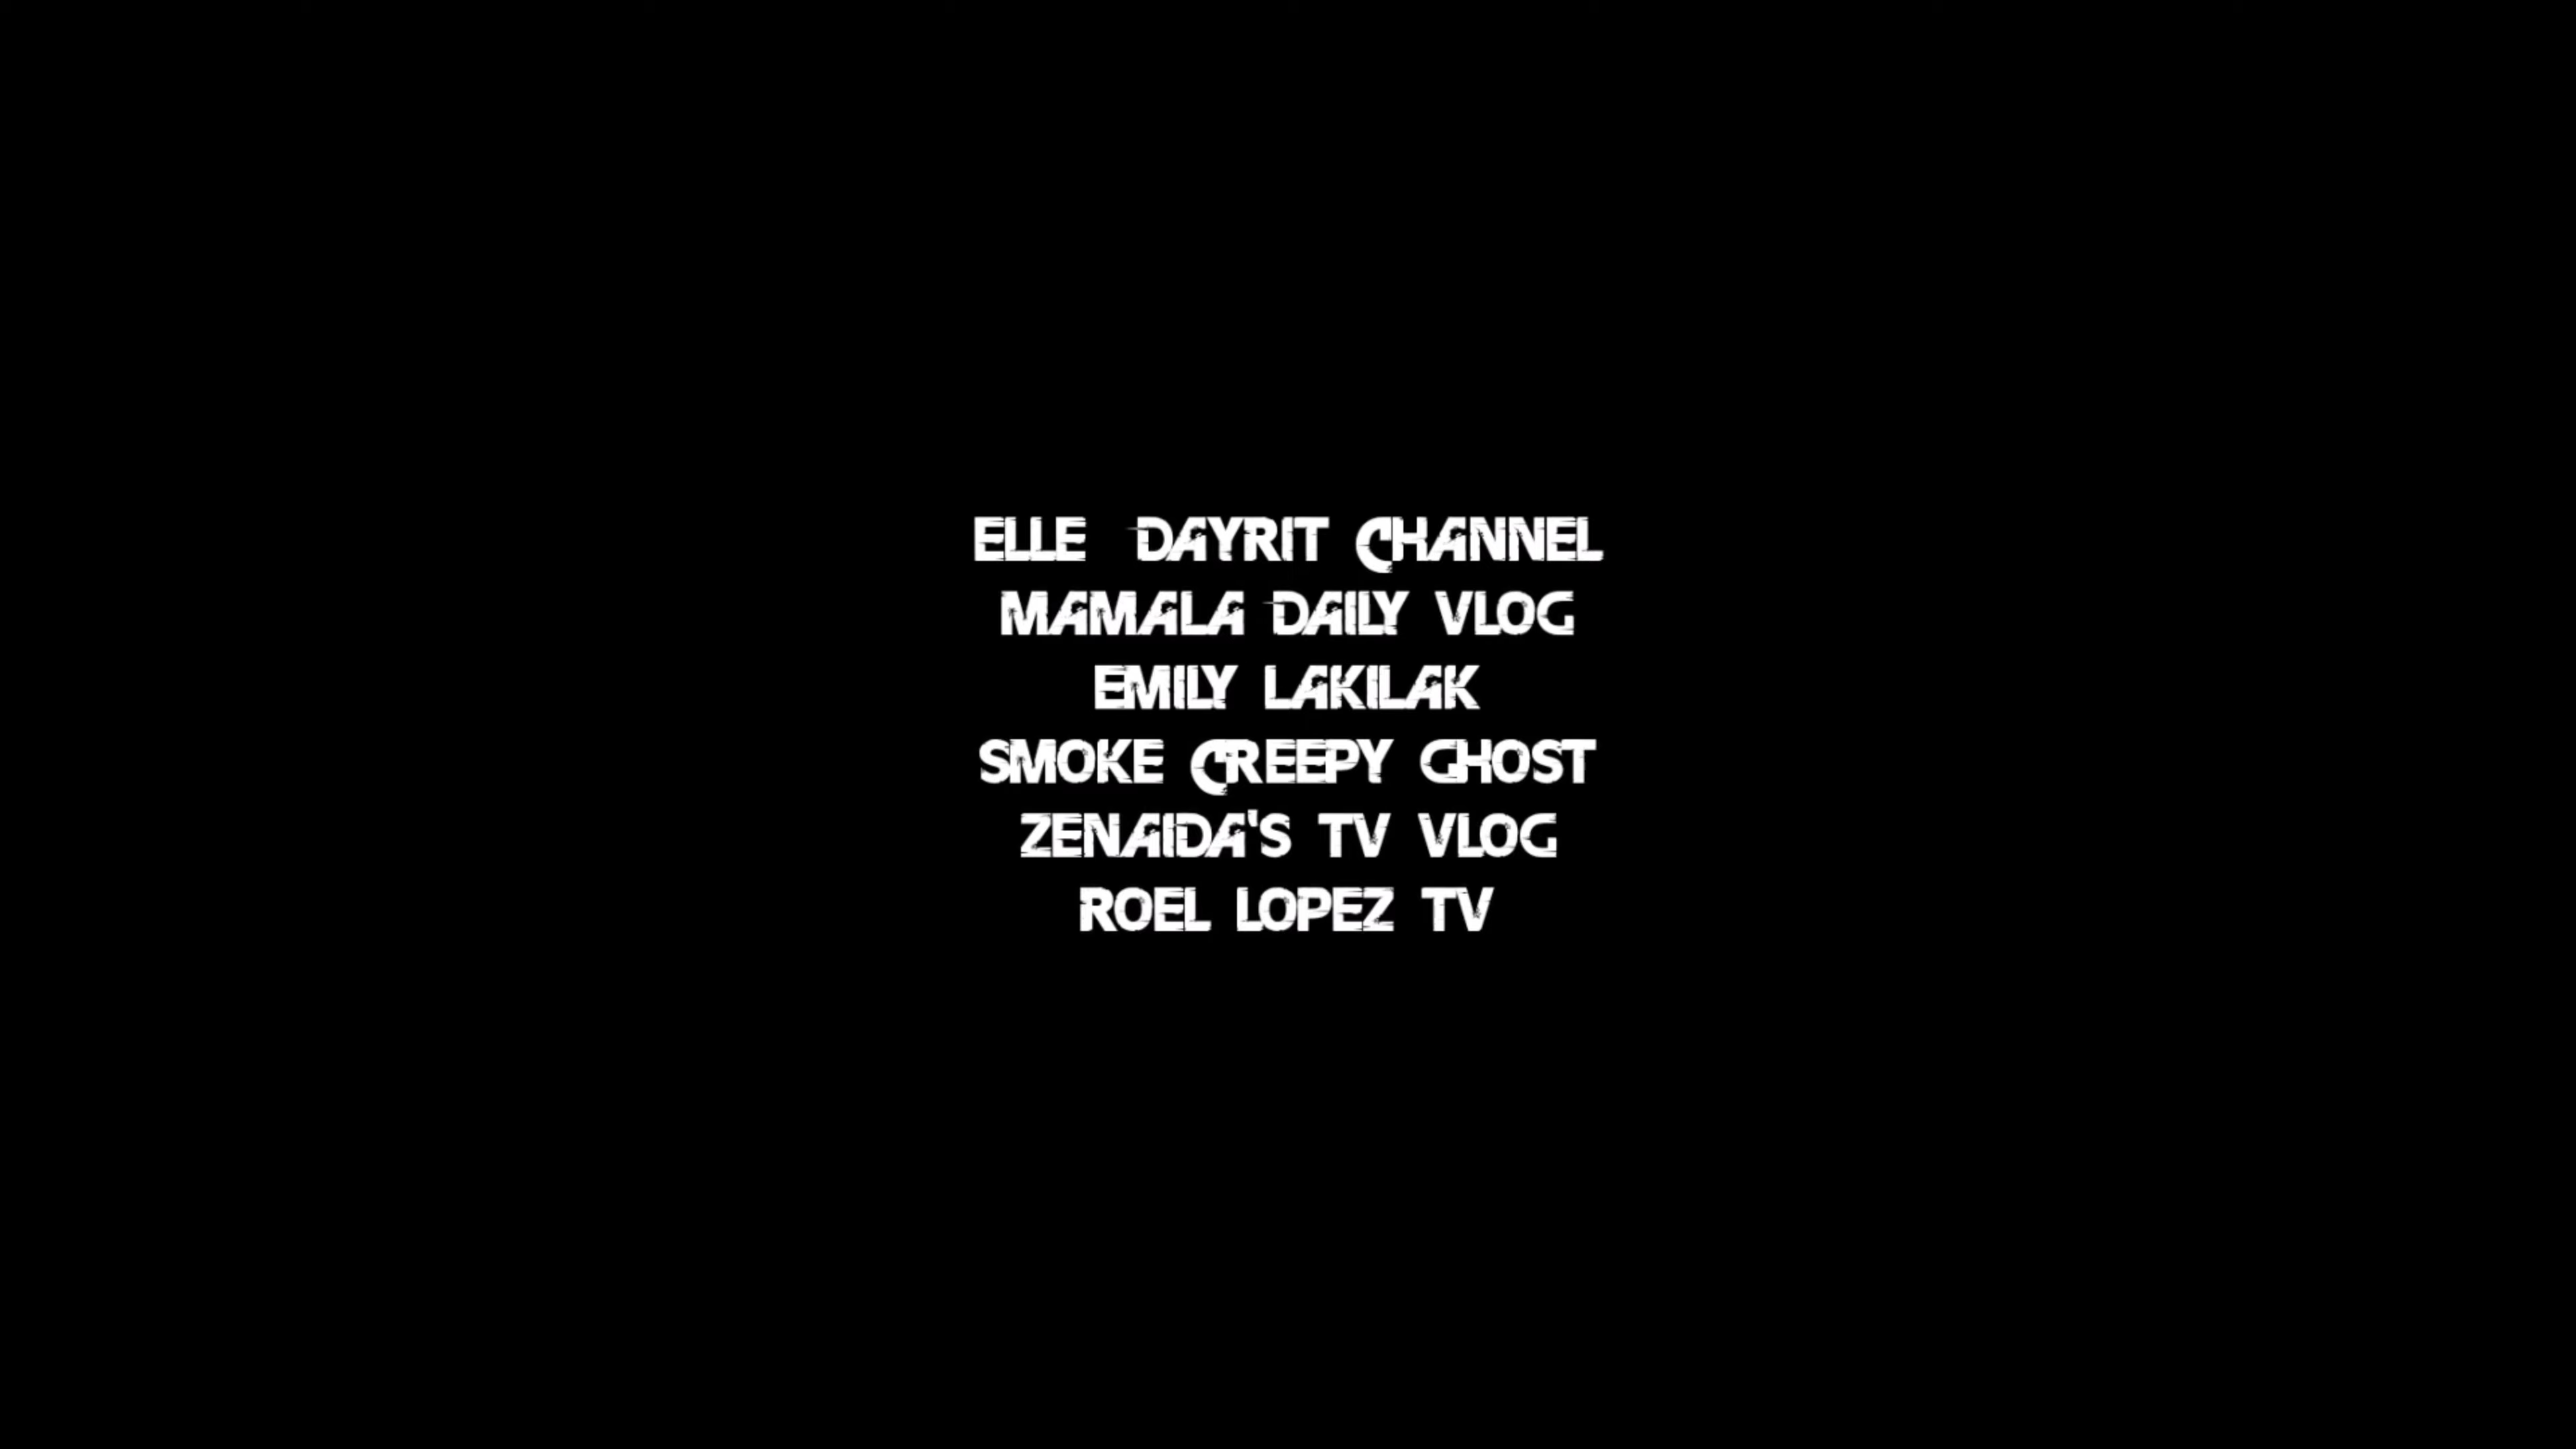 Elle Dayrit Channel
Mamala Daily Vlog
Emily Lakilak
Smoke Creepy Ghost
Zenaida's TV Vlog
Roel Lopez TV